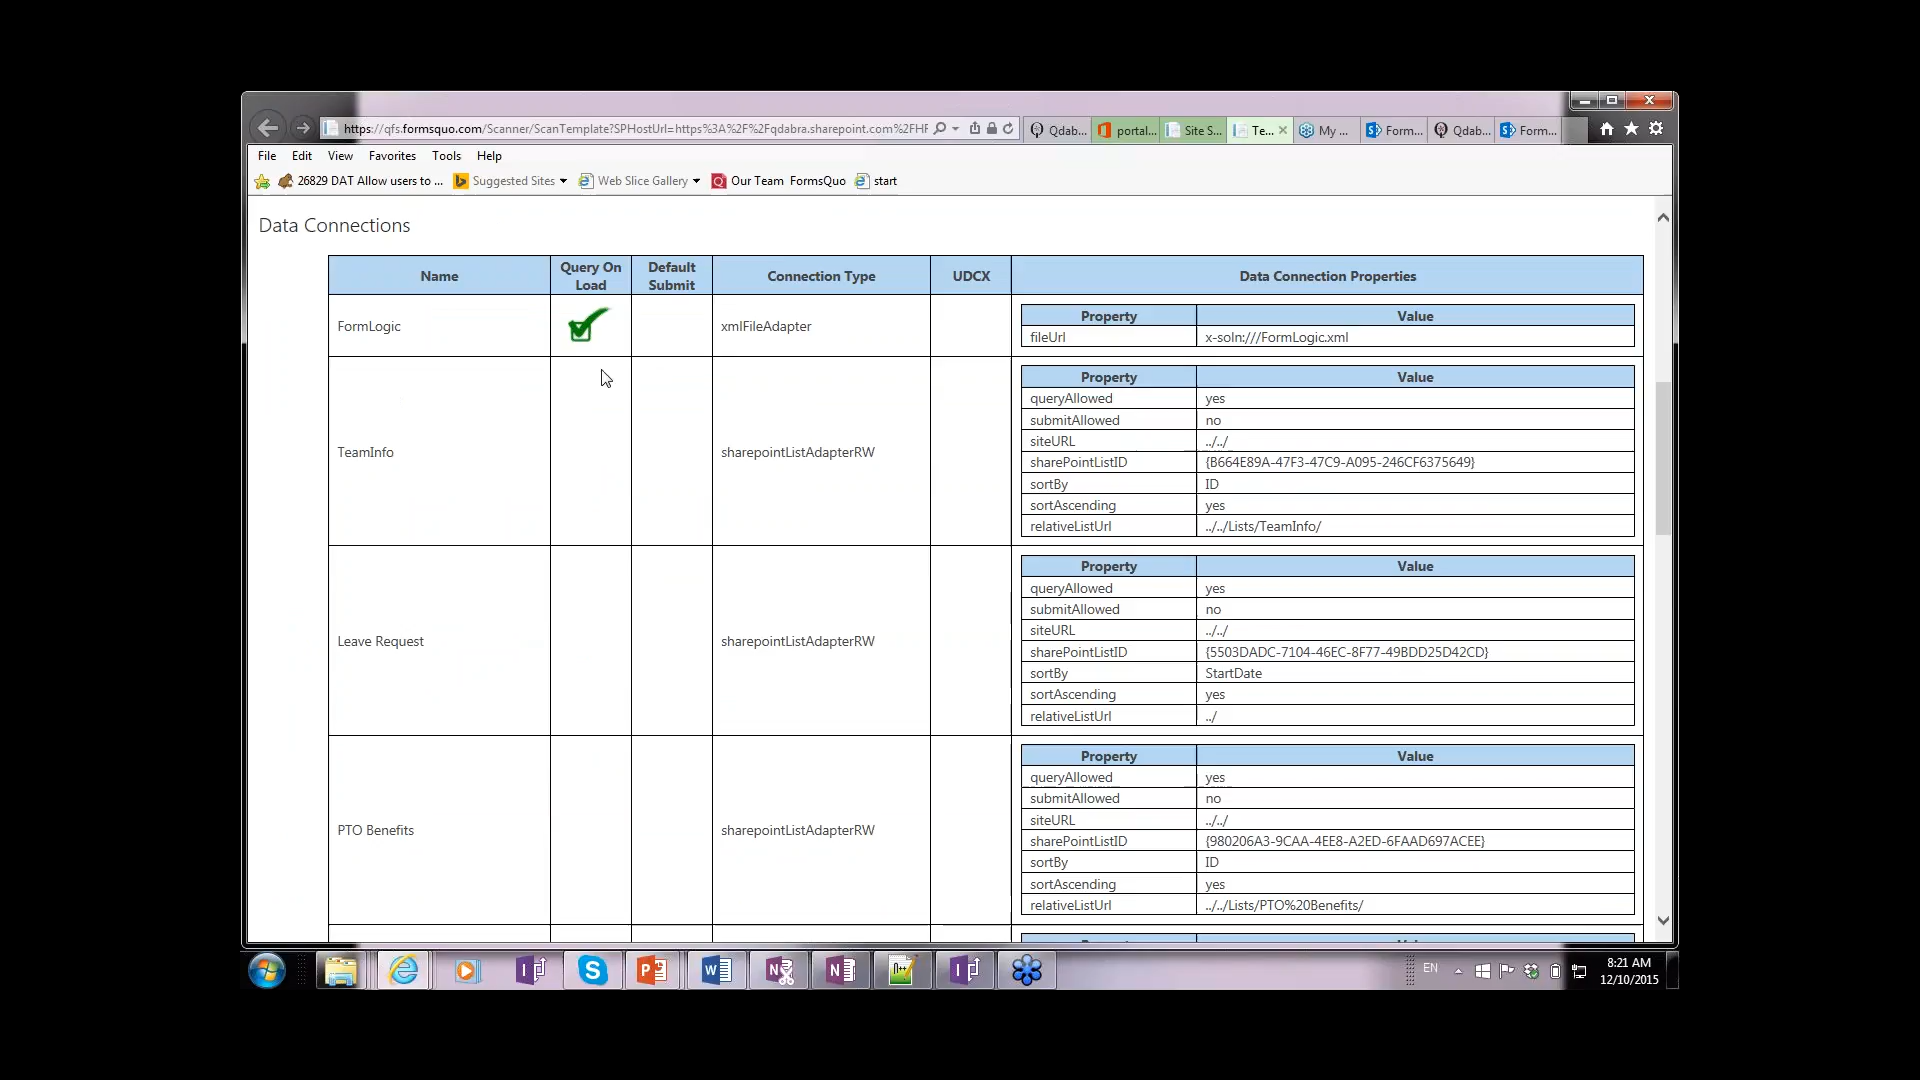 https://qfs.formsquo.com/Scanner/ScanTemplate?SPHostUrl=https%3A%2F%2Fqdabra.sharepoint.com%2FHF
Qdab... portal... Site S... Te... My ... Form... Qdab... Form...
File Edit View Favorites Tools Help
26829 DAT Allow users to ... Suggested Sites Web Slice Gallery Our Team FormsQuo start
Data Connections
Name Query On Load Default Submit Connection Type UDCX Data Connection Properties
FormLogic xmlFileAdapter
Property Value
fileUrl x-soln:///FormLogic.xml
TeamInfo sharepointListAdapterRW
Property Value
queryAllowed yes
submitAllowed no
siteURL ../../
sharePointListID {B664E89A-47F3-47C9-A095-246CF6375649}
sortBy ID
sortAscending yes
relativeListUrl ../../Lists/TeamInfo/
Leave Request sharepointListAdapterRW
Property Value
queryAllowed yes
submitAllowed no
siteURL ../../
sharePointListID {5503DADC-7104-46EC-8F77-49BDD25D42CD}
sortBy StartDate
sortAscending yes
relativeListUrl ../
PTO Benefits sharepointListAdapterRW
Property Value
queryAllowed yes
submitAllowed no
siteURL ../../
sharePointListID {980206A3-9CAA-4EE8-A2ED-6FAAD697ACEE}
sortBy ID
sortAscending yes
relativeListUrl ../../Lists/PTO%20Benefits/
EN 8:21 AM
12/10/2015